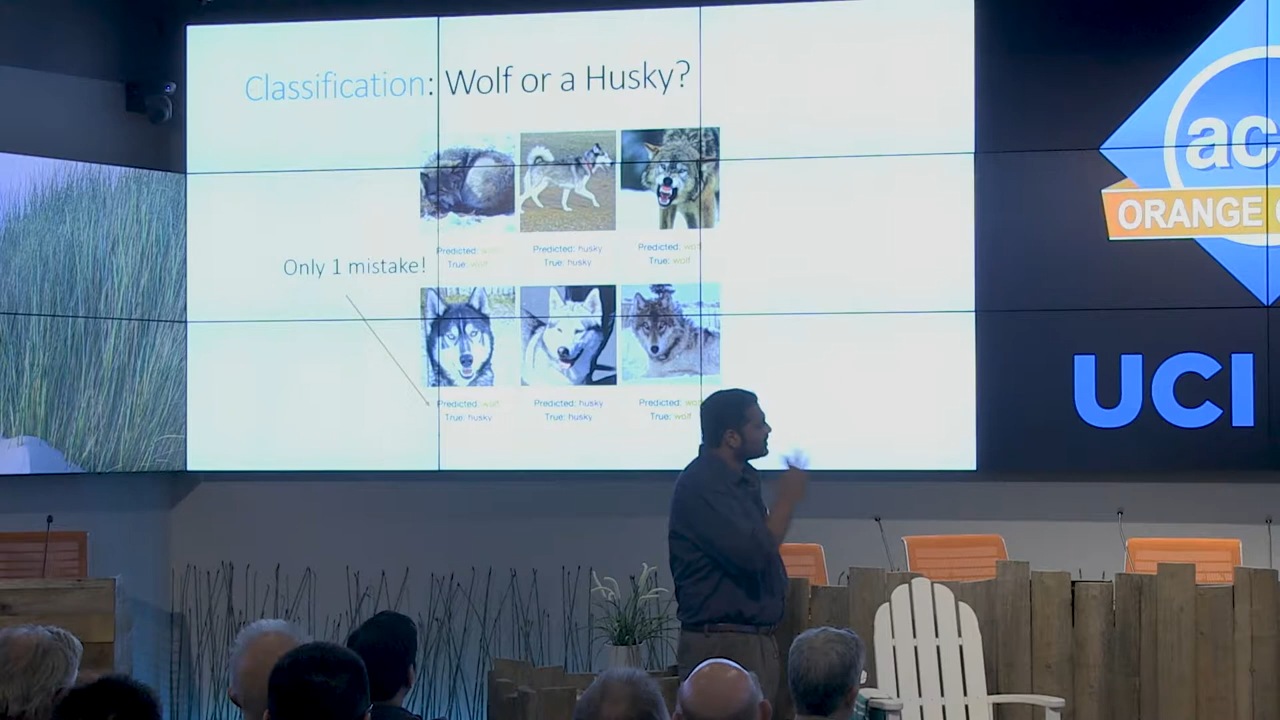 Classification: Wolf or a Husky?
Predicted: wolf
True: wolf
Predicted: husky
True: husky
Predicted: wolf
True: wolf
Only 1 mistake!
Predicted: wolf
True: husky
Predicted: husky
True: husky
Predicted:
True: wolf
ac
ORANGE
UCI